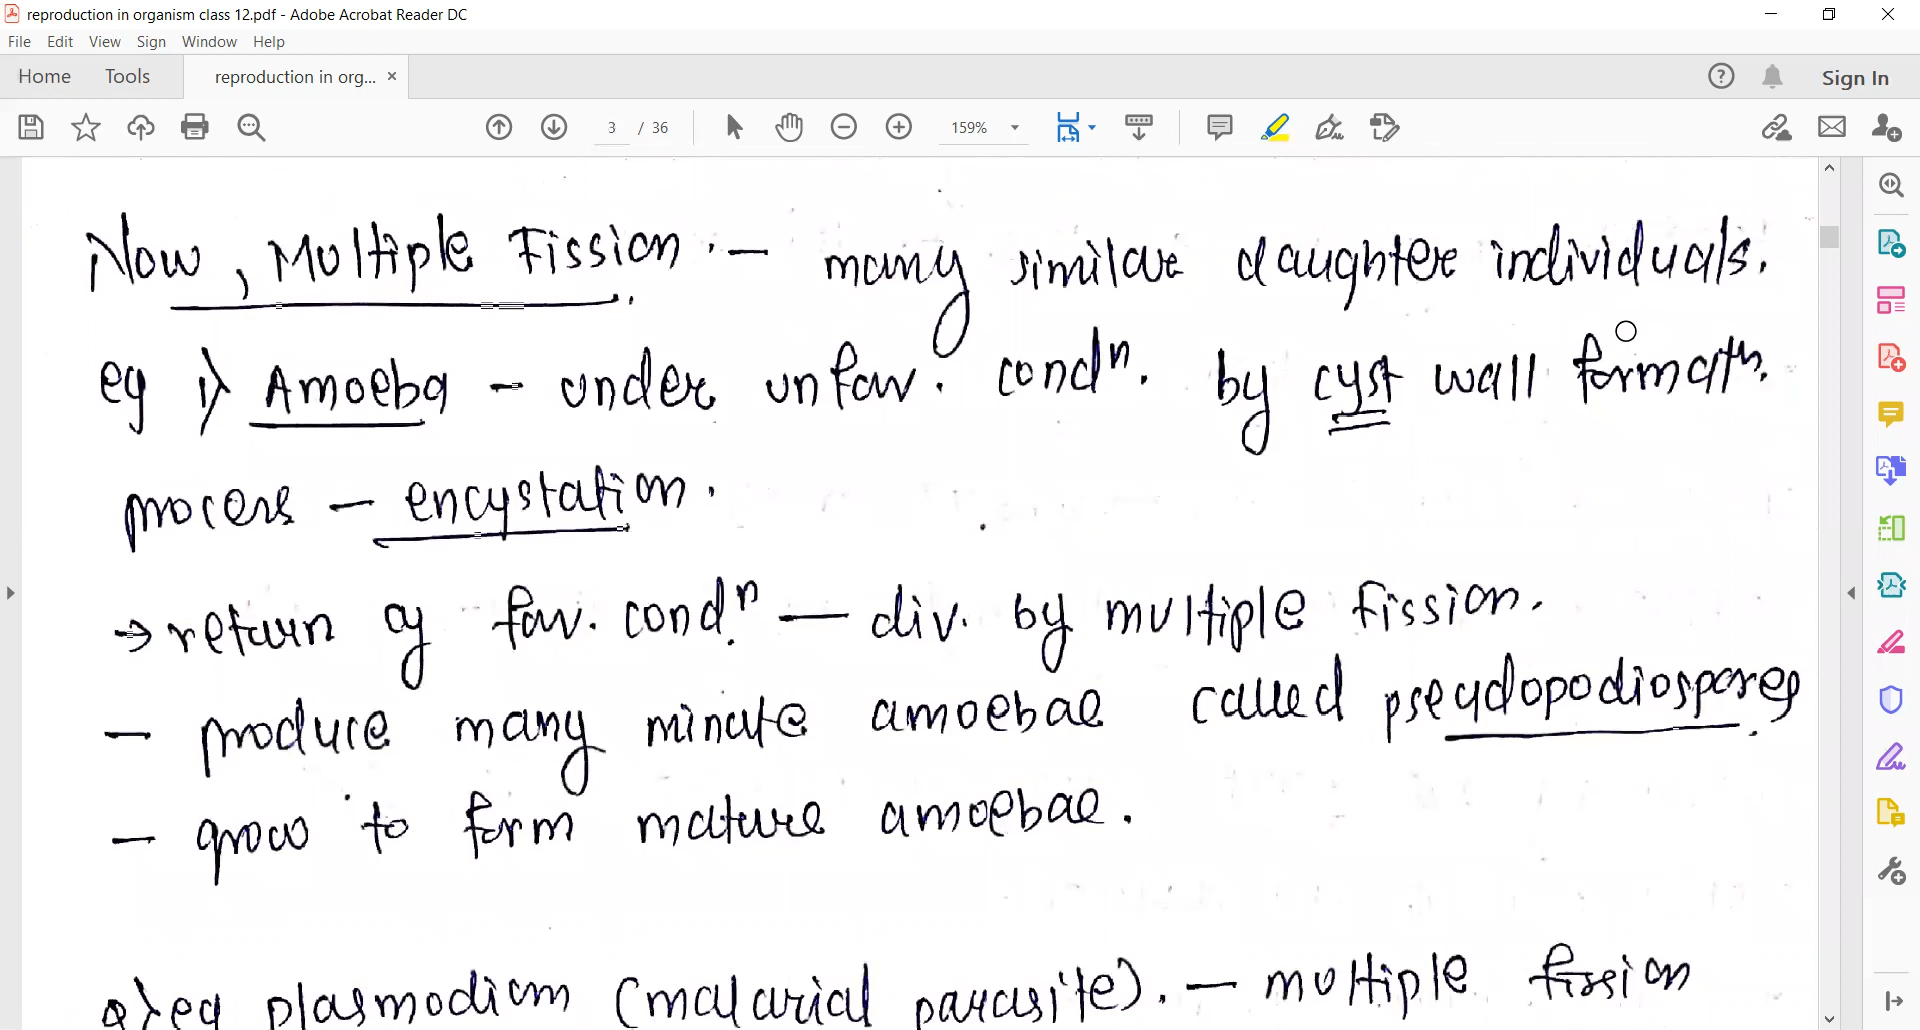 reproduction in organism class 12.pdf - Adobe Acrobat Reader DC
File Edit View Sign Window Help
Home Tools reproduction in org... × Sign In
3 / 36 159%
Now, Multiple Fission. - many similar daughter individuals.
eg 1) Amoeba - under unfav. condⁿ. by cyst wall formatⁿ.
process - encystation.
→ return of fav. condⁿ. - div. by multiple fission.
- produce many minute amoebae called pseudopodiospores
- grow to form mature amoebae.
2) eg plasmodium (malarial parasite). - multiple fission